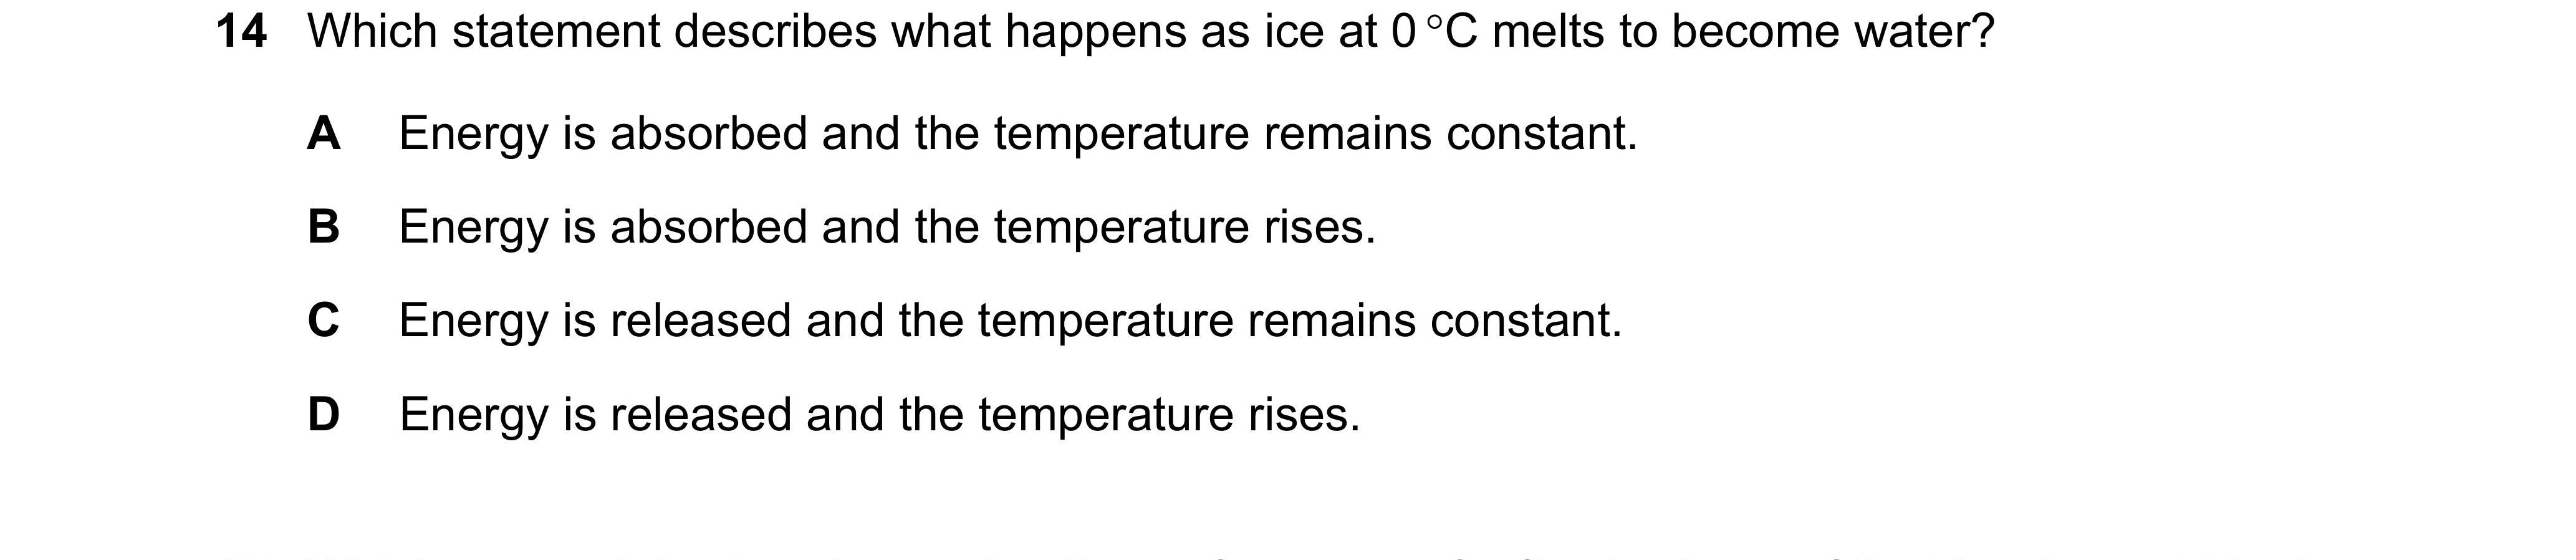 14 Which statement describes what happens as ice at 0 °C melts to become water?
A Energy is absorbed and the temperature remains constant.
B Energy is absorbed and the temperature rises.
C Energy is released and the temperature remains constant.
D Energy is released and the temperature rises.